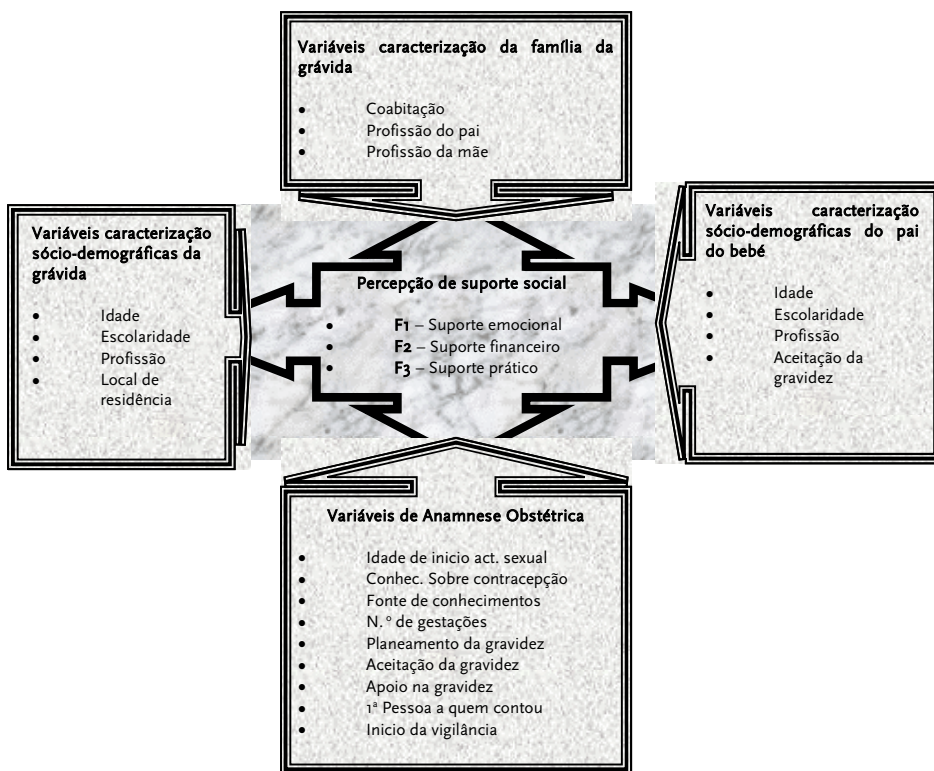 Variáveis caracterização da família da
grávida
• Coabitação
• Profissão do pai
• Profissão da mãe
Variáveis caracterização
sócio-demográficas da
grávida
• Idade
• Escolaridade
• Profissão
• Local de
residência
Percepção de suporte social
• F1 – Suporte emocional
• F2 – Suporte financeiro
• F3 – Suporte prático
Variáveis caracterização
sócio-demográficas do pai
do bebé
• Idade
• Escolaridade
• Profissão
• Aceitação da
gravidez
Variáveis de Anamnese Obstétrica
• Idade de inicio act. sexual
• Conhec. Sobre contracepção
• Fonte de conhecimentos
• N.º de gestações
• Planeamento da gravidez
• Aceitação da gravidez
• Apoio na gravidez
• 1ª Pessoa a quem contou
• Inicio da vigilância